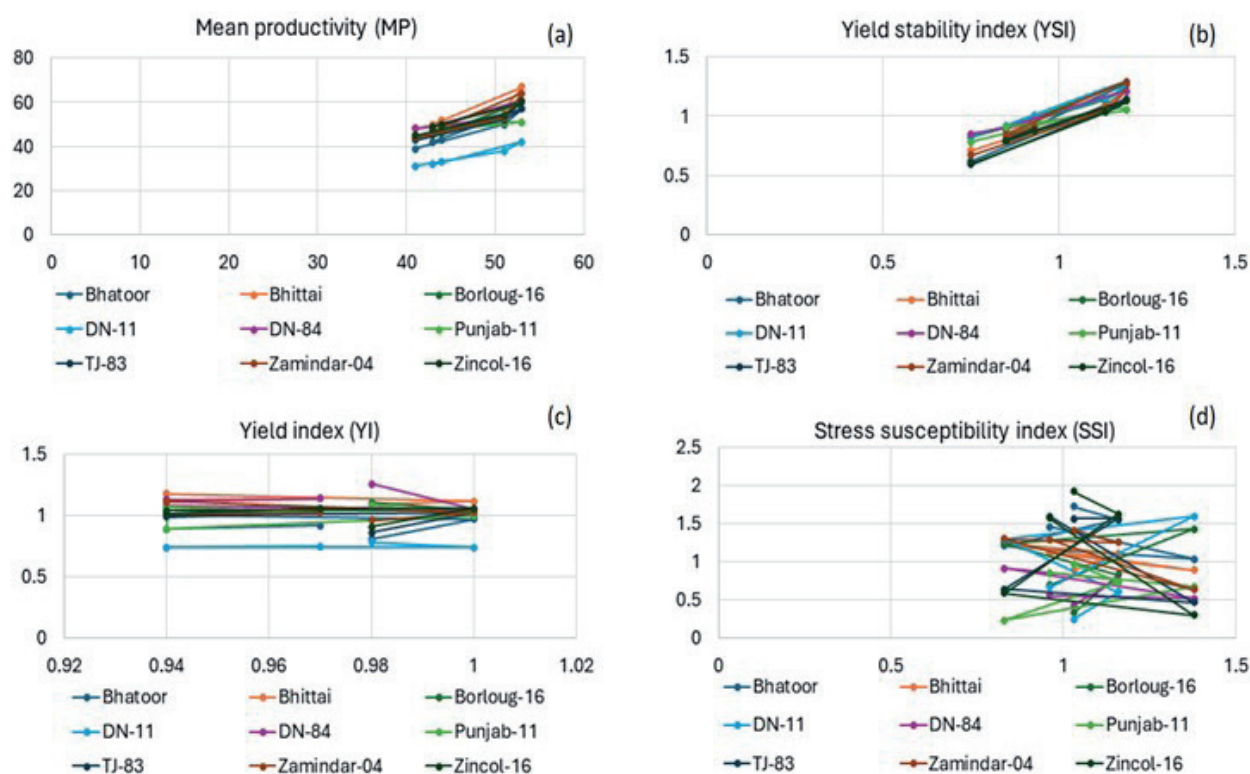 Mean productivity (MP)
(a)
80
60
40
20
0
0 10 20 30 40 50 60
Bhatoor Bhittai Borloug-16
DN-11 DN-84 Punjab-11
TJ-83 Zamindar-04 Zincol-16
Yield stability index (YSI)
(b)
1.5
1
0.5
0
0 0.5 1 1.5
Bhatoor Bhittai Borloug-16
DN-11 DN-84 Punjab-11
TJ-83 Zamindar-04 Zincol-16
Yield index (YI)
(c)
1.5
1
0.5
0
0.92 0.94 0.96 0.98 1 1.02
Bhatoor Bhittai Borloug-16
DN-11 DN-84 Punjab-11
TJ-83 Zamindar-04 Zincol-16
Stress susceptibility index (SSI)
(d)
2.5
2
1.5
1
0.5
0
0 0.5 1 1.5
Bhatoor Bhittai Borloug-16
DN-11 DN-84 Punjab-11
TJ-83 Zamindar-04 Zincol-16